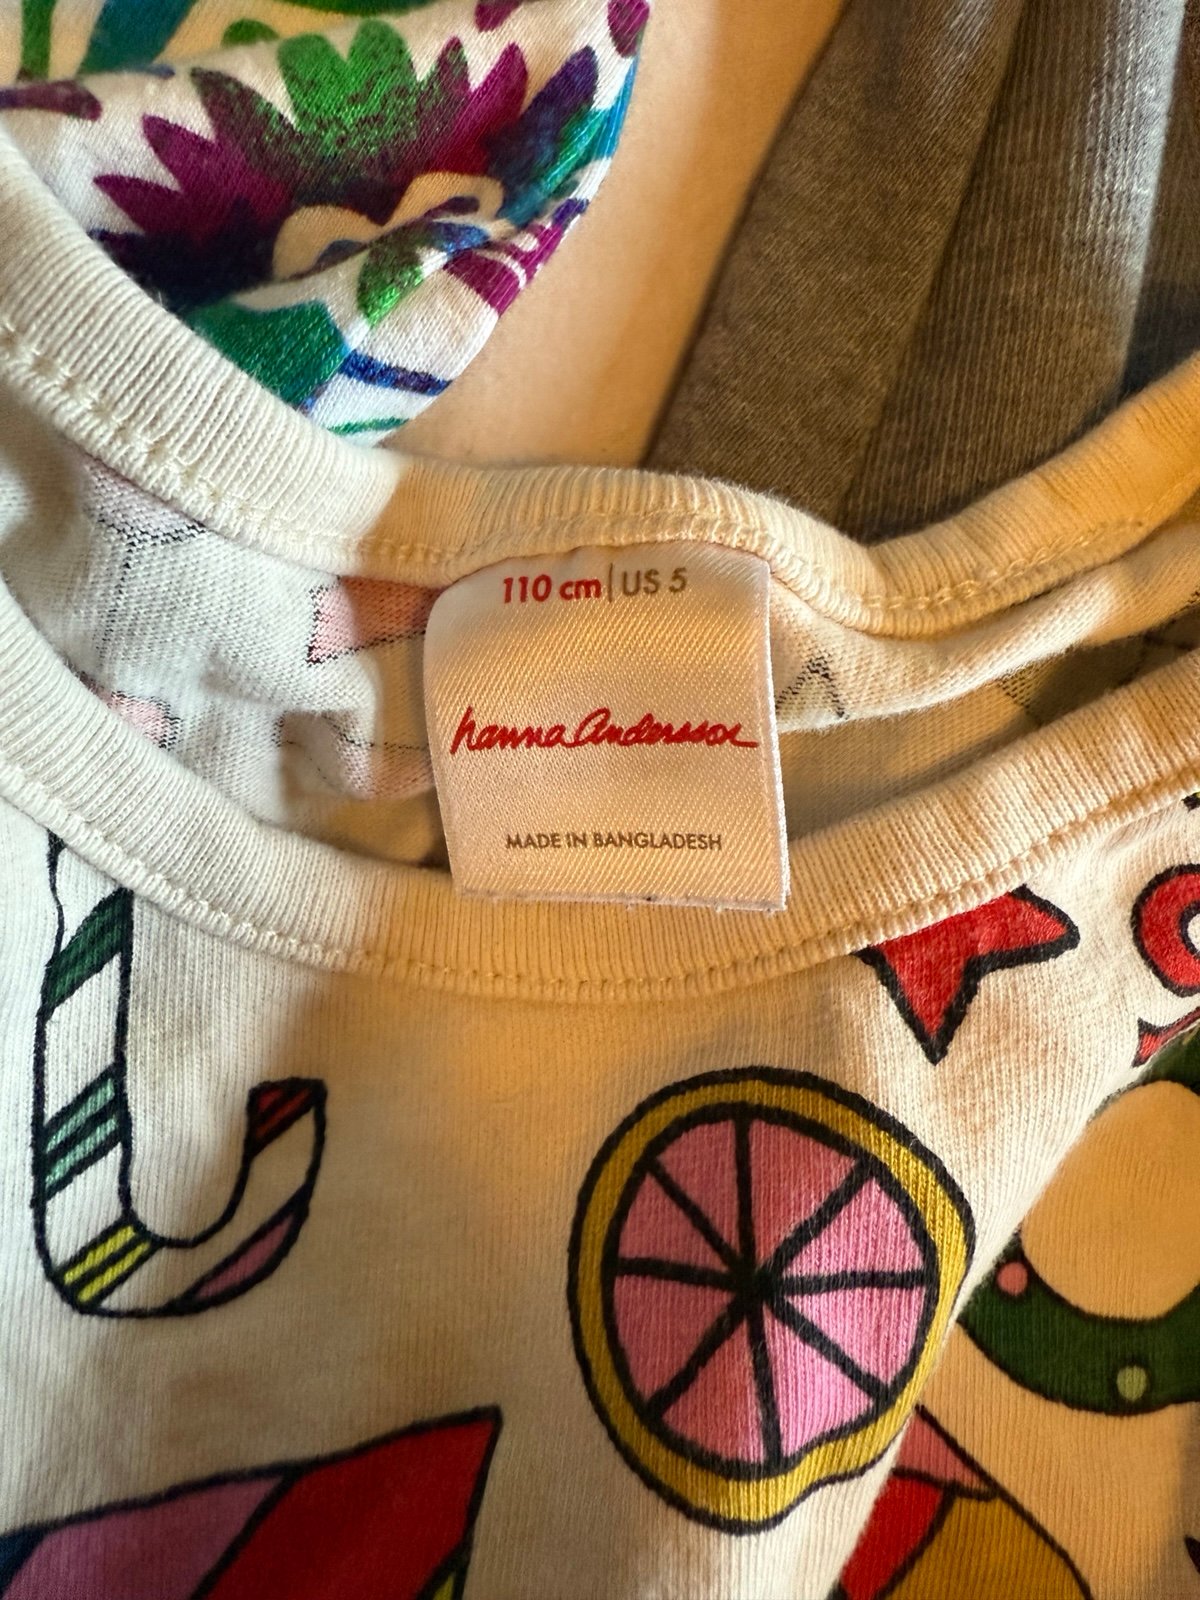 110 cm | US 5
hanna Andersson
MADE IN BANGLADESH